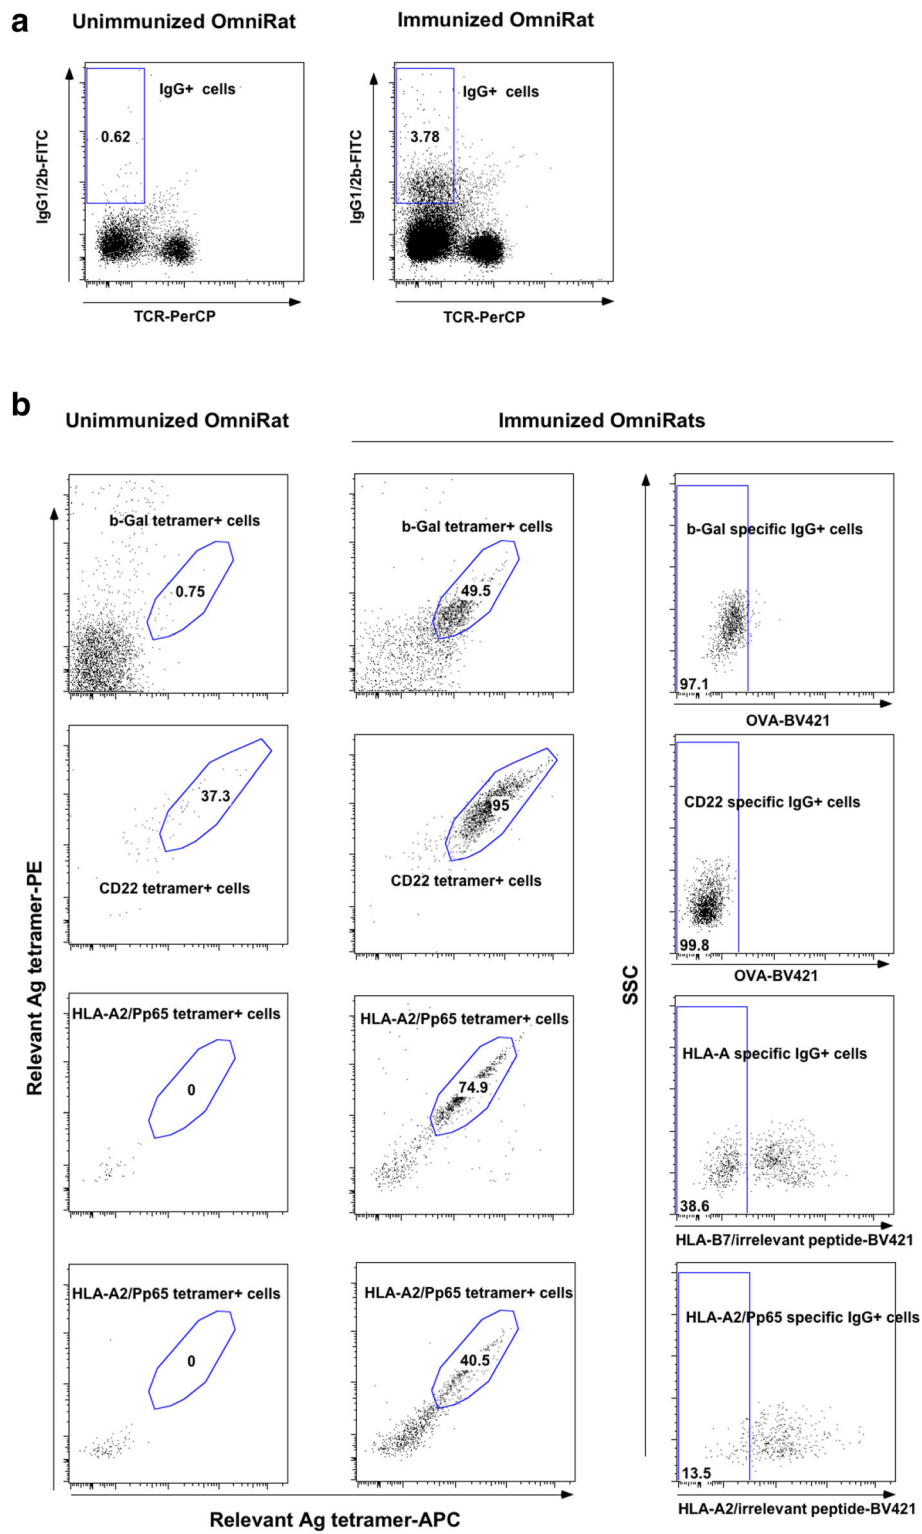 a
Unimmunized OmniRat
Immunized OmniRat
IgG+ cells
0.62
IgG1/2b-FITC
TCR-PerCP
IgG+ cells
3.78
IgG1/2b-FITC
TCR-PerCP
b
Unimmunized OmniRat
Immunized OmniRats
b-Gal tetramer+ cells
0.75
b-Gal tetramer+ cells
49.5
b-Gal specific IgG+ cells
97.1
OVA-BV421
37.3
CD22 tetramer+ cells
95
CD22 tetramer+ cells
CD22 specific IgG+ cells
99.8
OVA-BV421
Relevant Ag tetramer-PE
SSC
HLA-A2/Pp65 tetramer+ cells
0
HLA-A2/Pp65 tetramer+ cells
74.9
HLA-A specific IgG+ cells
38.6
HLA-B7/irrelevant peptide-BV421
HLA-A2/Pp65 tetramer+ cells
0
HLA-A2/Pp65 tetramer+ cells
40.5
HLA-A2/Pp65 specific IgG+ cells
13.5
HLA-A2/irrelevant peptide-BV421
Relevant Ag tetramer-APC